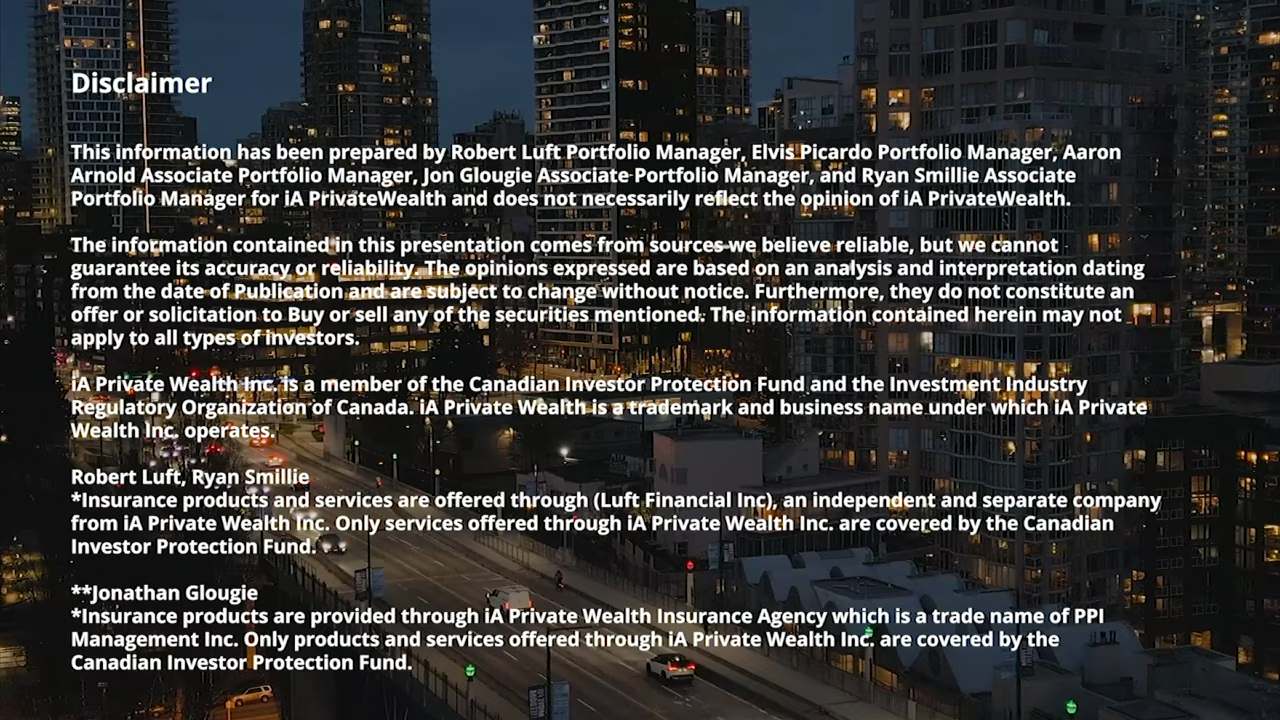 Disclaimer
This information has been prepared by Robert Luft Portfolio Manager, Elvis Picardo Portfolio Manager, Aaron
Arnold Associate Portfolio Manager, Jon Glougie Associate Portfolio Manager, and Ryan Smillie Associate
Portfolio Manager for iA PrivateWealth and does not necessarily reflect the opinion of iA PrivateWealth.
The information contained in this presentation comes from sources we believe reliable, but we cannot
guarantee its accuracy or reliability. The opinions expressed are based on an analysis and interpretation dating
from the date of Publication and are subject to change without notice. Furthermore, they do not constitute an
offer or solicitation to Buy or sell any of the securities mentioned. The information contained herein may not
apply to all types of investors.
iA Private Wealth Inc. is a member of the Canadian Investor Protection Fund and the Investment Industry
Regulatory Organization of Canada. iA Private Wealth is a trademark and business name under which iA Private
Wealth Inc. operates.
Robert Luft, Ryan Smillie
*Insurance products and services are offered through (Luft Financial Inc), an independent and separate company
from iA Private Wealth Inc. Only services offered through iA Private Wealth Inc. are covered by the Canadian
Investor Protection Fund.
**Jonathan Glougie
*Insurance products are provided through iA Private Wealth Insurance Agency which is a trade name of PPI
Management Inc. Only products and services offered through iA Private Wealth Inc. are covered by the
Canadian Investor Protection Fund.